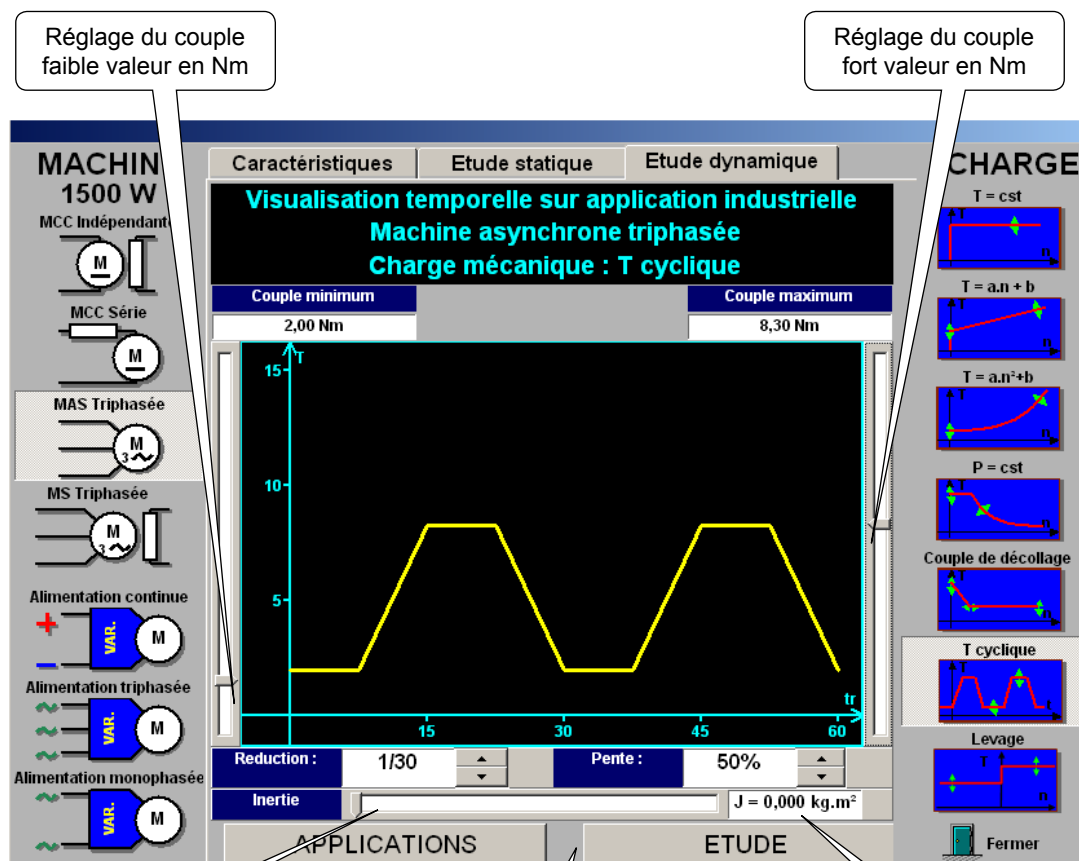 Réglage du couple
faible valeur en Nm
Réglage du couple
fort valeur en Nm
MACHIN
1500 W
MCC Indépendante
M
MCC Série
M
MAS Triphasée
M
3
MS Triphasée
M
3
Alimentation continue
VAR.
M
Alimentation triphasée
VAR.
M
Alimentation monophasée
VAR.
M
Caractéristiques
Etude statique
Etude dynamique
Visualisation temporelle sur application industrielle
Machine asynchrone triphasée
Charge mécanique : T cyclique
Couple minimum
Couple maximum
2,00 Nm
8,30 Nm
T
15
10
5
15
30
45
60
tr
Reduction :
1/30
Pente :
50%
Inertie
J = 0,000 kg.m²
APPLICATIONS
ETUDE
CHARGE
T = cst
T
n
T = a.n + b
T
n
T = a.n²+b
T
n
P = cst
T
n
Couple de décollage
T
n
T cyclique
T
t
Levage
T
n
Fermer